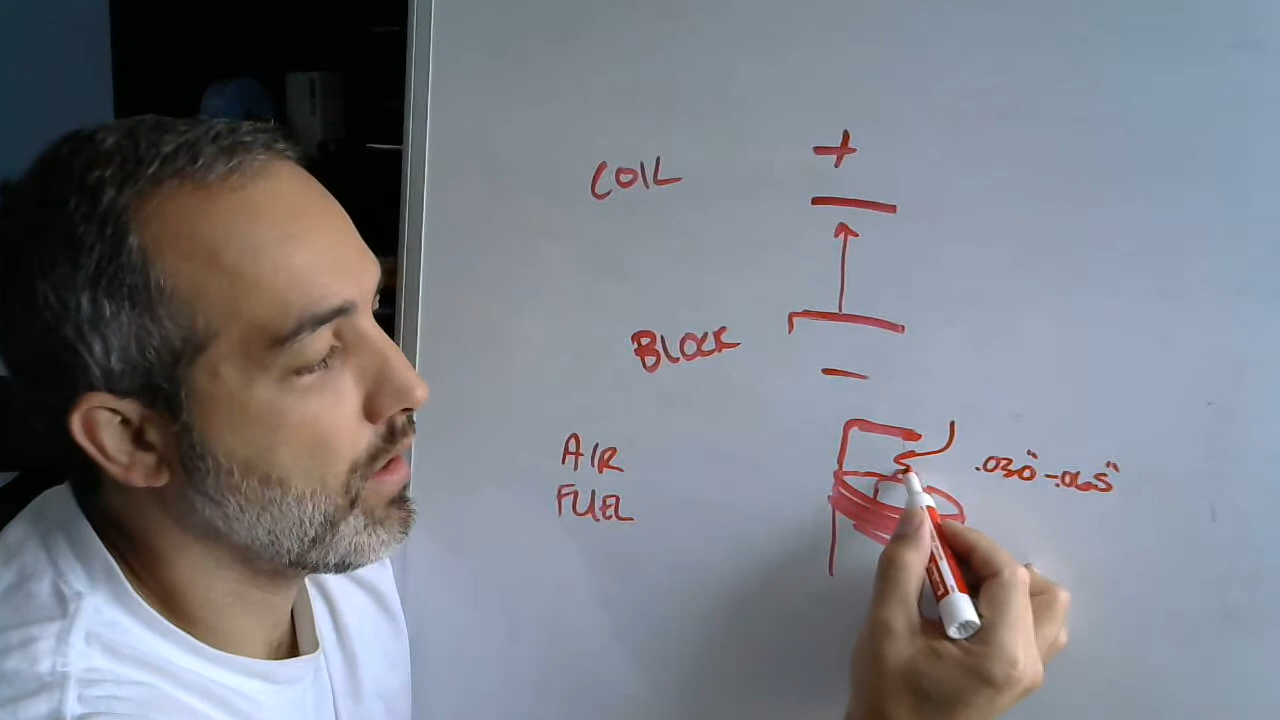 +
COIL
BLOCK
-
AIR
FUEL
.030"-.065"